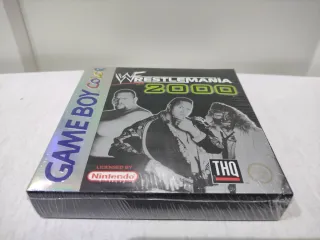 GAME BOY COLOR
WF
WRESTLEMANIA
2000
LICENSED BY
Nintendo
THQ